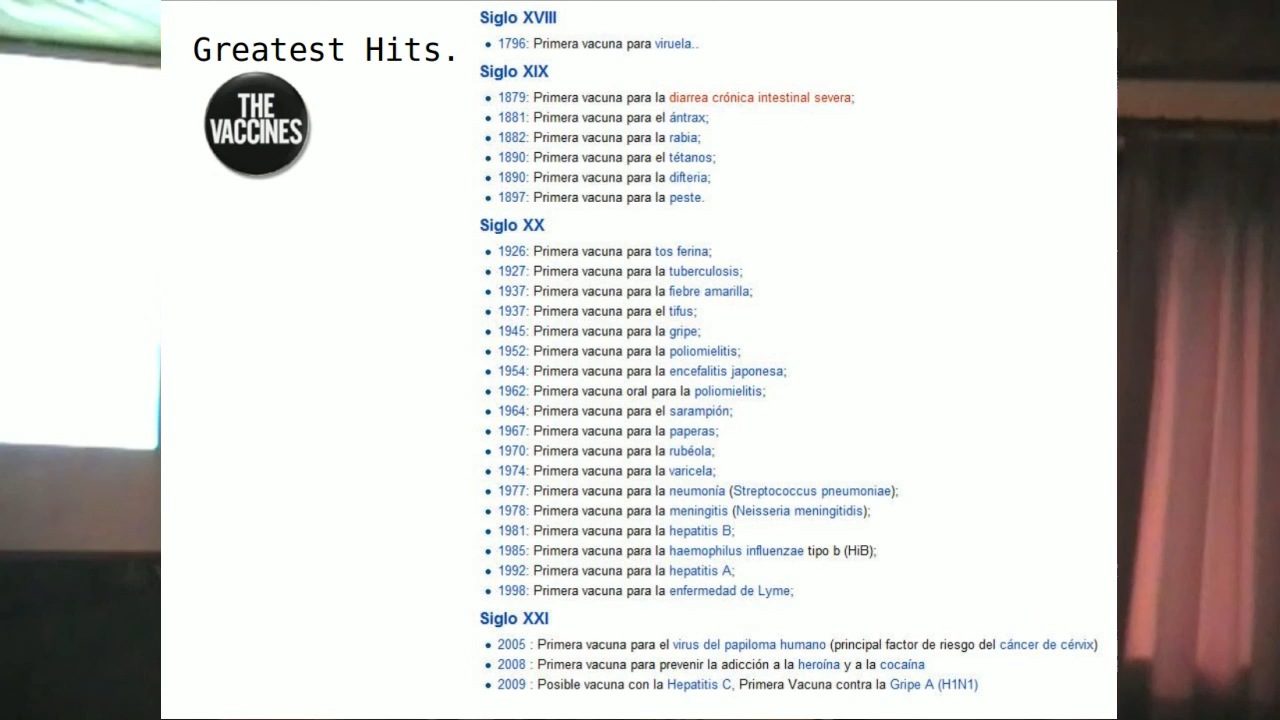 Greatest Hits.
THE
VACCINES
Siglo XVIII
1796: Primera vacuna para viruela..
Siglo XIX
1879: Primera vacuna para la diarrea crónica intestinal severa;
1881: Primera vacuna para el ántrax;
1882: Primera vacuna para la rabia;
1890: Primera vacuna para el tétanos;
1890: Primera vacuna para la difteria;
1897: Primera vacuna para la peste.
Siglo XX
1926: Primera vacuna para tos ferina;
1927: Primera vacuna para la tuberculosis;
1937: Primera vacuna para la fiebre amarilla;
1937: Primera vacuna para el tifus;
1945: Primera vacuna para la gripe;
1952: Primera vacuna para la poliomielitis;
1954: Primera vacuna para la encefalitis japonesa;
1962: Primera vacuna oral para la poliomielitis;
1964: Primera vacuna para el sarampión;
1967: Primera vacuna para la paperas;
1970: Primera vacuna para la rubéola;
1974: Primera vacuna para la varicela;
1977: Primera vacuna para la neumonía (Streptococcus pneumoniae);
1978: Primera vacuna para la meningitis (Neisseria meningitidis);
1981: Primera vacuna para la hepatitis B;
1985: Primera vacuna para la haemophilus influenzae tipo b (HiB);
1992: Primera vacuna para la hepatitis A;
1998: Primera vacuna para la enfermedad de Lyme;
Siglo XXI
2005 : Primera vacuna para el virus del papiloma humano (principal factor de riesgo del cáncer de cérvix)
2008 : Primera vacuna para prevenir la adicción a la heroína y a la cocaína
2009 : Posible vacuna con la Hepatitis C, Primera Vacuna contra la Gripe A (H1N1)